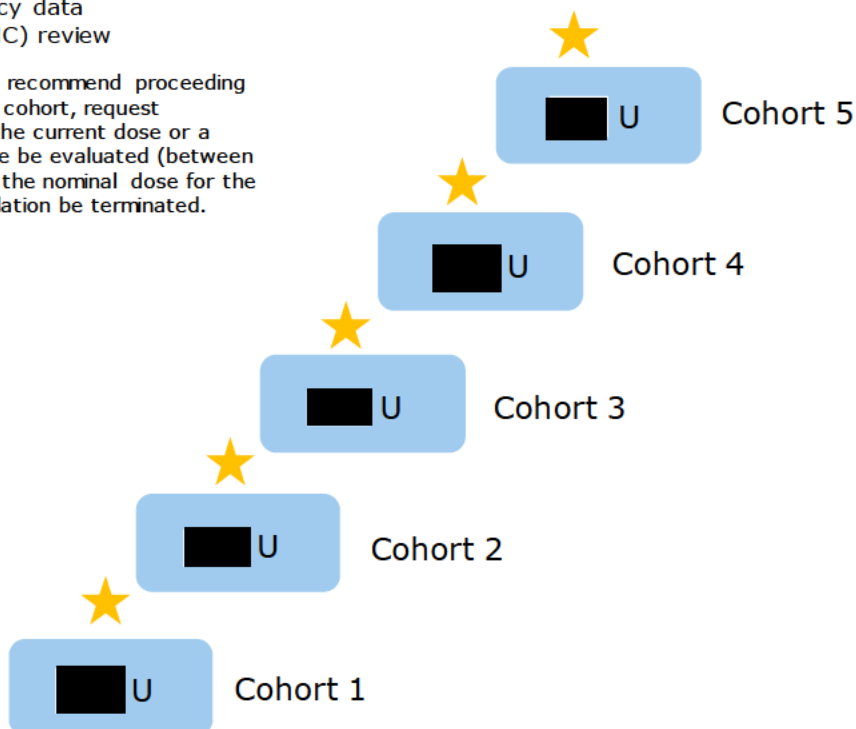 cy data
IC) review
recommend proceeding
cohort, request
he current dose or a
e be evaluated (between
the nominal dose for the
lation be terminated.
U
Cohort 5
U
Cohort 4
U
Cohort 3
U
Cohort 2
U
Cohort 1